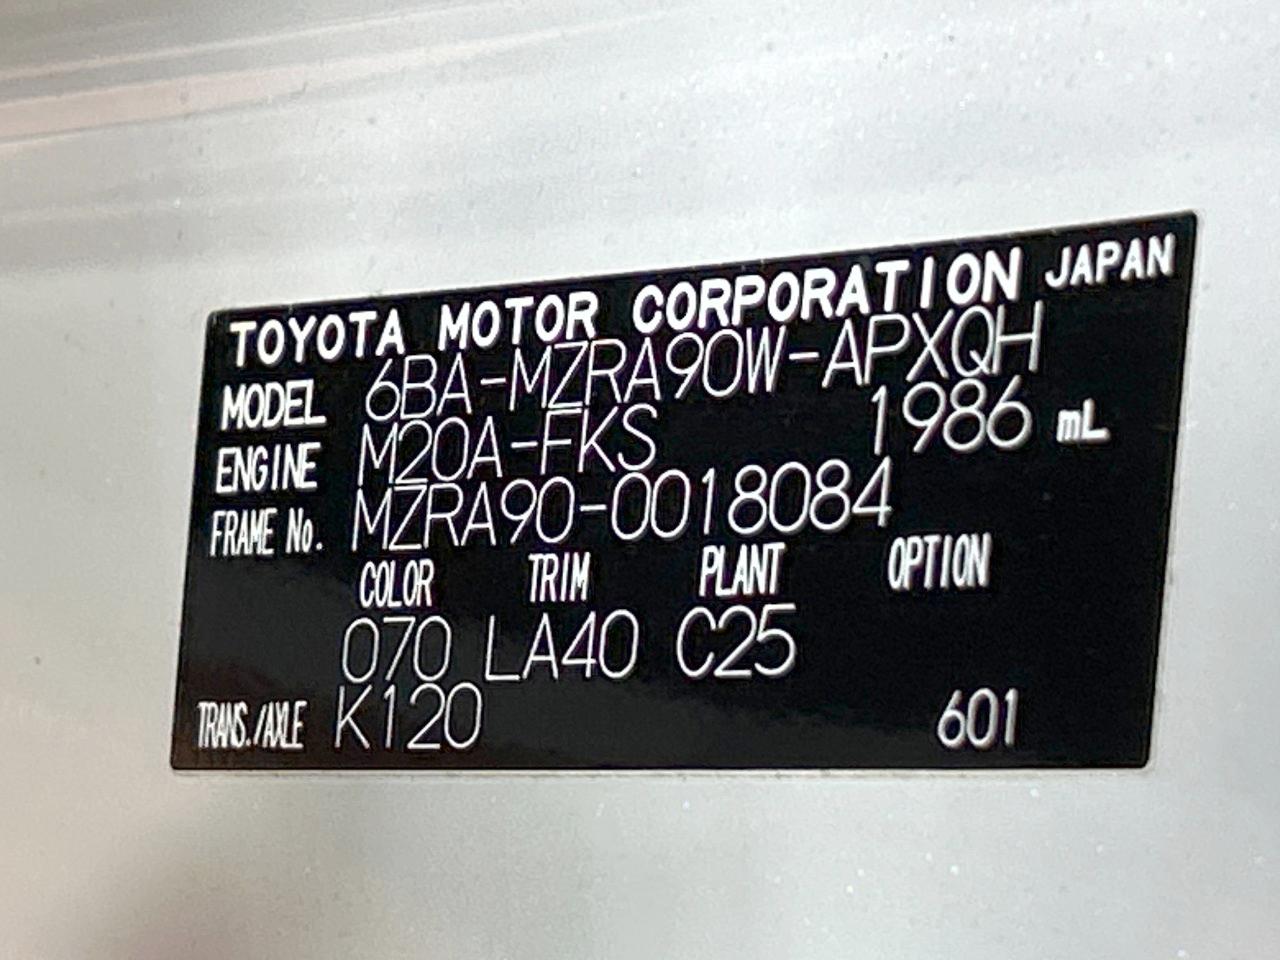 TOYOTA MOTOR CORPORATION JAPAN
MODEL 6BA-MZRA90W-APXQH
ENGINE M20A-FKS 1986 mL
FRAME No. MZRA90-0018084
COLOR TRIM PLANT OPTION
070 LA40 C25
TRANS./AXLE K120 601